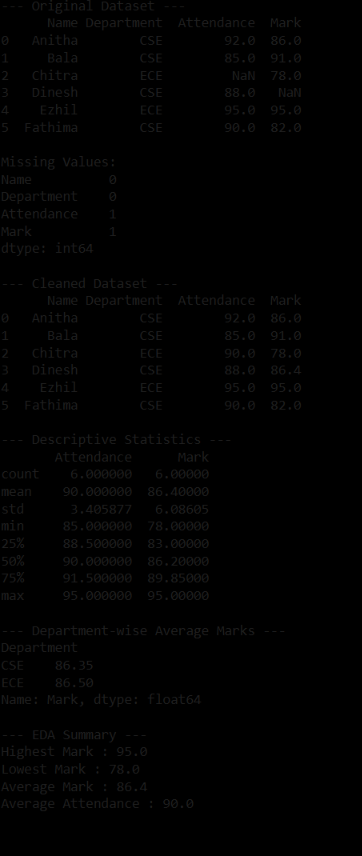 --- Original Dataset ---
      Name Department  Attendance  Mark
0   Anitha        CSE        92.0  86.0
1     Bala        CSE        85.0  91.0
2   Chitra        ECE         NaN  78.0
3   Dinesh        CSE        88.0   NaN
4    Ezhil        ECE        95.0  95.0
5  Fathima        CSE        90.0  82.0

Missing Values:
Name          0
Department    0
Attendance    1
Mark          1
dtype: int64

--- Cleaned Dataset ---
      Name Department  Attendance  Mark
0   Anitha        CSE        92.0  86.0
1     Bala        CSE        85.0  91.0
2   Chitra        ECE        90.0  78.0
3   Dinesh        CSE        88.0  86.4
4    Ezhil        ECE        95.0  95.0
5  Fathima        CSE        90.0  82.0

--- Descriptive Statistics ---
       Attendance      Mark
count    6.000000   6.00000
mean    90.000000  86.40000
std      3.405877   6.08605
min     85.000000  78.00000
25%     88.500000  83.00000
50%     90.000000  86.20000
75%     91.500000  89.85000
max     95.000000  95.00000

--- Department-wise Average Marks ---
Department
CSE    86.35
ECE    86.50
Name: Mark, dtype: float64

--- EDA Summary ---
Highest Mark : 95.0
Lowest Mark : 78.0
Average Mark : 86.4
Average Attendance : 90.0